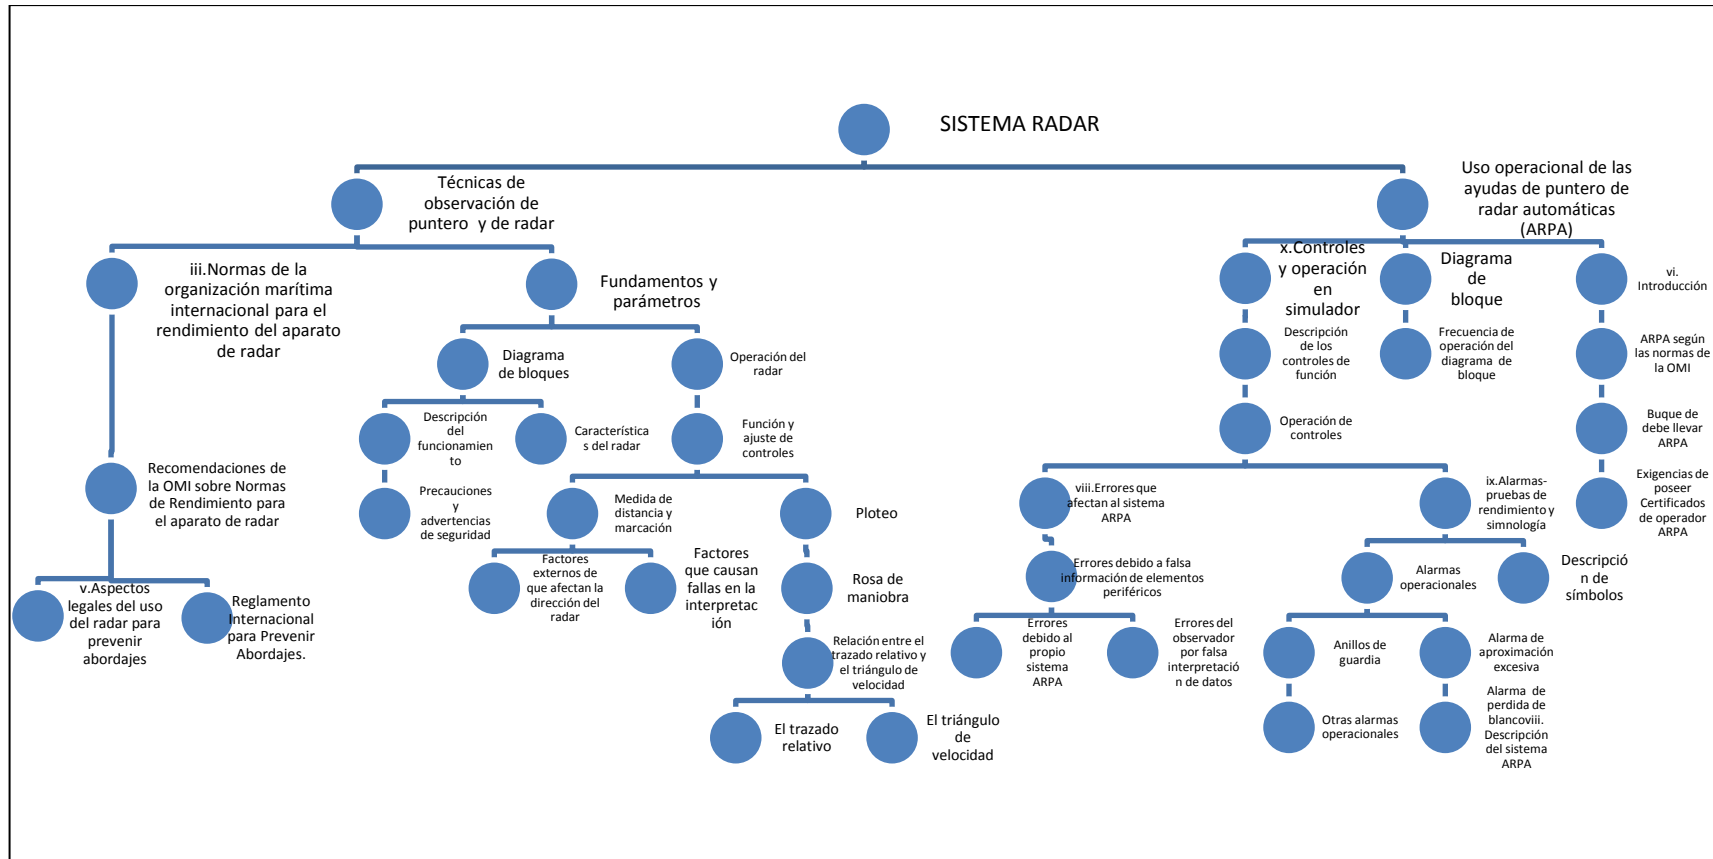 SISTEMA RADAR
Técnicas de
observación de
puntero y de radar
Uso operacional de las
ayudas de puntero de
radar automáticas
(ARPA)
iii.Normas de la
organización marítima
internacional para el
rendimiento del aparato
de radar
Fundamentos y
parámetros
x.Controles
y operación
en
simulador
Diagrama
de
bloque
vi.
Introducción
Diagrama
de bloques
Operación del
radar
Descripción
de los
controles de
función
Frecuencia de
operación del
diagrama de
bloque
ARPA según
las normas de
la OMI
Descripción
del
funcionamie
nto
Característica
s del radar
Función y
ajuste de
controles
Operación de
controles
Buque de
debe llevar
ARPA
Recomendaciones de
la OMI sobre Normas
de Rendimiento para
el aparato de radar
Precauciones
y
advertencias
de seguridad
Medida de
distancia y
marcación
Ploteo
viii.Errores que
afectan al sistema
ARPA
ix.Alarmas-
pruebas de
rendimiento y
simnología
Exigencias de
poseer
Certificados
de operador
ARPA
v.Aspectos
legales del uso
del radar para
prevenir
abordajes
Reglamento
Internacional
para Prevenir
Abordajes.
Factores
externos de
que afectan la
dirección del
radar
Factores
que causan
fallas en la
interpretac
ión
Rosa de
maniobra
Errores debido a falsa
información de elementos
periféricos
Alarmas
operacionales
Descripció
n de
símbolos
Relación entre el
trazado relativo y
el triángulo de
velocidad
Errores
debido al
propio
sistema
ARPA
Errores del
observador
por falsa
interpretació
n de datos
Anillos de
guardia
Alarma de
aproximación
excesiva
El trazado
relativo
El triángulo
de
velocidad
Otras alarmas
operacionales
Alarma de
perdida de
blancoviii.
Descripción
del sistema
ARPA